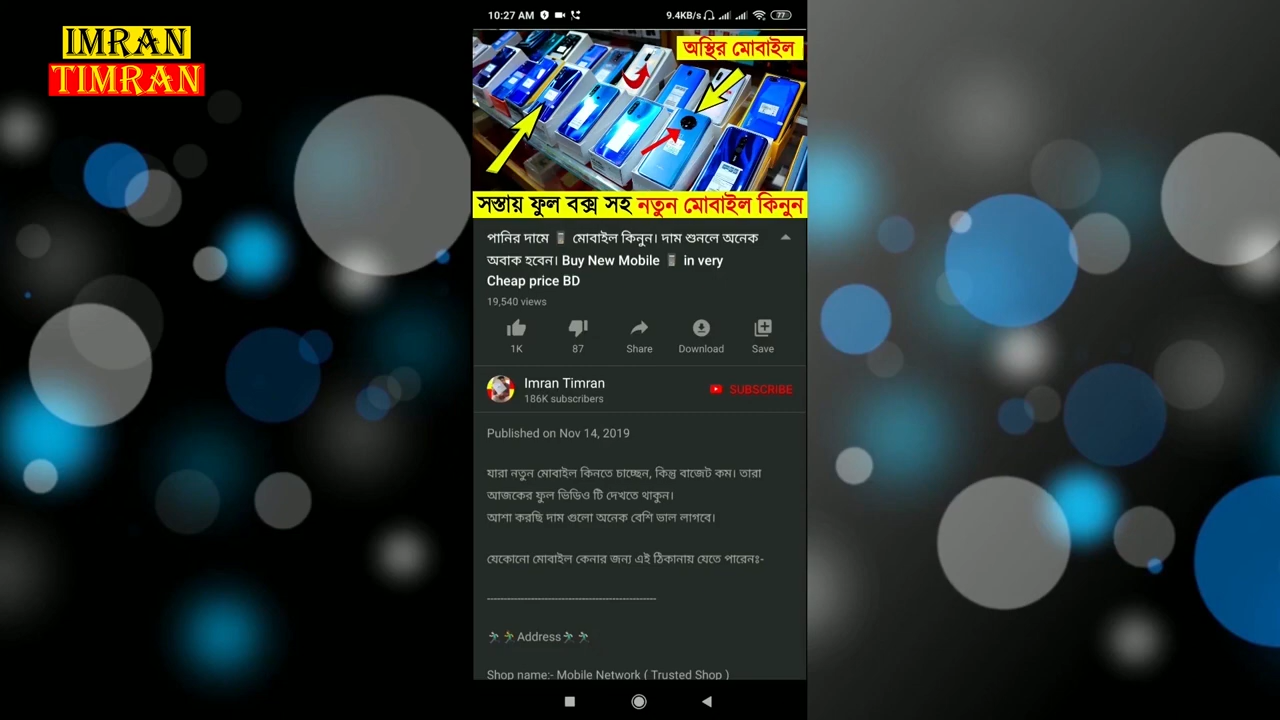 IMRAN
TIMRAN
10:27 AM
9.4KB/s
77
অস্থির মোবাইল
সস্তায় ফুল বক্স সহ নতুন মোবাইল কিনুন
পানির দামে 📱 মোবাইল কিনুন। দাম শুনলে অনেক
অবাক হবেন। Buy New Mobile 📱 in very
Cheap price BD
19,540 views
1K
87
Share
Download
Save
Imran Timran
186K subscribers
SUBSCRIBE
Published on Nov 14, 2019
যারা নতুন মোবাইল কিনতে চাচ্ছেন, কিন্তু বাজেট কম। তারা
আজকের ফুল ভিডিও টি দেখতে থাকুন।
আশা করছি দাম গুলো অনেক বেশি ভাল লাগবে।
যেকোনো মোবাইল কেনার জন্য এই ঠিকানায় যেতে পারেনঃ-
--------------------------------------------------
Address
Shop name:- Mobile Network ( Trusted Shop )